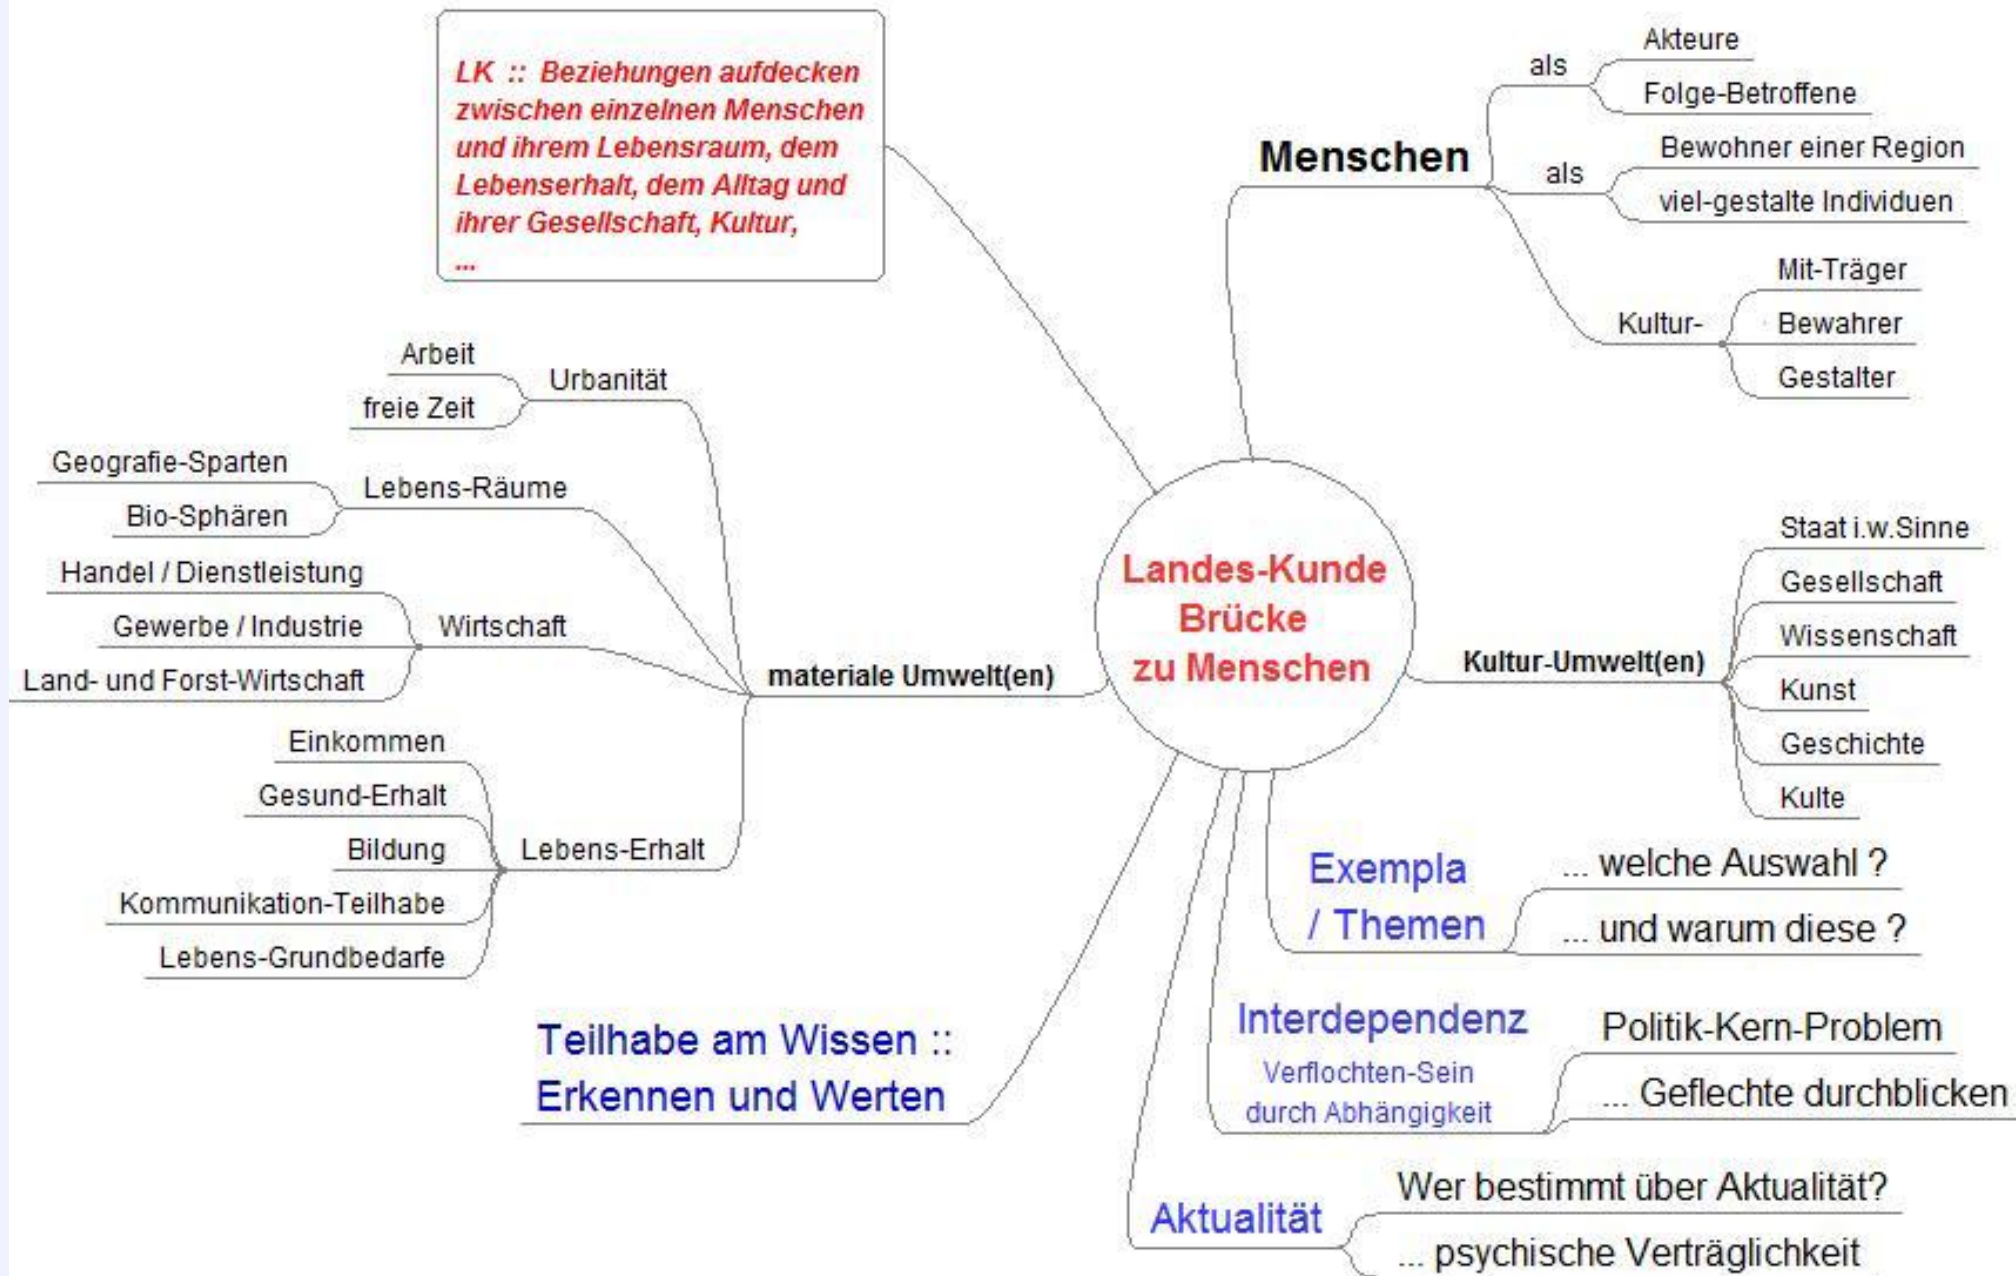 LK :: Beziehungen aufdecken
zwischen einzelnen Menschen
und ihrem Lebensraum, dem
Lebenserhalt, dem Alltag und
ihrer Gesellschaft, Kultur,
...
Menschen
als
Akteure
Folge-Betroffene
als
Bewohner einer Region
viel-gestalte Individuen
Kultur-
Mit-Träger
Bewahrer
Gestalter
Landes-Kunde
Brücke
zu Menschen
materiale Umwelt(en)
Urbanität
Arbeit
freie Zeit
Lebens-Räume
Geografie-Sparten
Bio-Sphären
Wirtschaft
Handel / Dienstleistung
Gewerbe / Industrie
Land- und Forst-Wirtschaft
Lebens-Erhalt
Einkommen
Gesund-Erhalt
Bildung
Kommunikation-Teilhabe
Lebens-Grundbedarfe
Kultur-Umwelt(en)
Staat i.w.Sinne
Gesellschaft
Wissenschaft
Kunst
Geschichte
Kulte
Exempla
/ Themen
... welche Auswahl ?
... und warum diese ?
Interdependenz
Verflochten-Sein
durch Abhängigkeit
Politik-Kern-Problem
... Geflechte durchblicken
Aktualität
Wer bestimmt über Aktualität?
... psychische Verträglichkeit
Teilhabe am Wissen ::
Erkennen und Werten